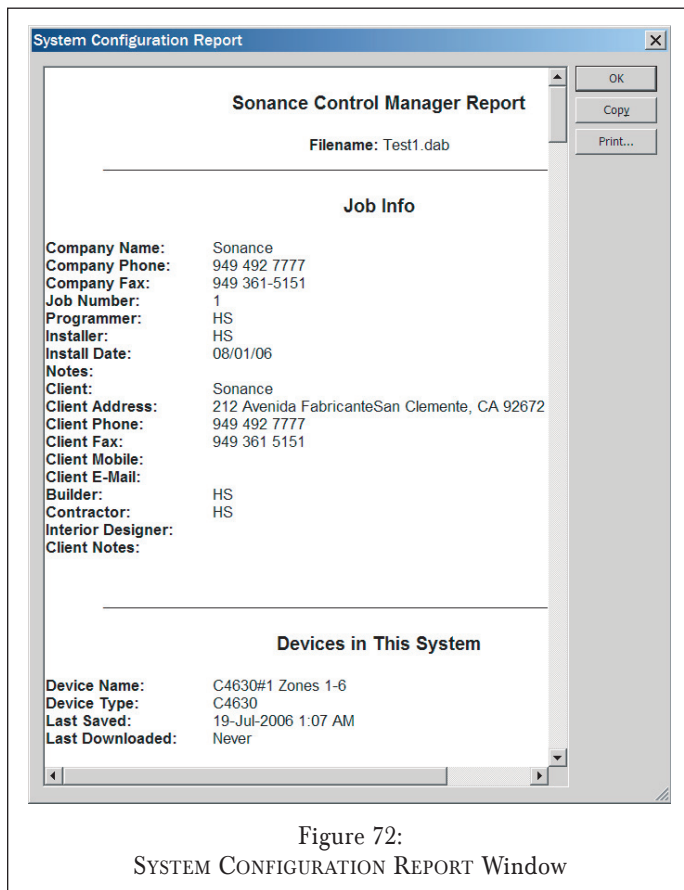 System Configuration Report
OK
Copy
Print...
Sonance Control Manager Report
Filename: Test1.dab
Job Info
Company Name: Sonance
Company Phone: 949 492 7777
Company Fax: 949 361-5151
Job Number: 1
Programmer: HS
Installer: HS
Install Date: 08/01/06
Notes:
Client: Sonance
Client Address: 212 Avenida FabricanteSan Clemente, CA 92672
Client Phone: 949 492 7777
Client Fax: 949 361 5151
Client Mobile:
Client E-Mail:
Builder: HS
Contractor: HS
Interior Designer:
Client Notes:
Devices in This System
Device Name: C4630#1 Zones 1-6
Device Type: C4630
Last Saved: 19-Jul-2006 1:07 AM
Last Downloaded: Never
Figure 72:
SYSTEM CONFIGURATION REPORT Window